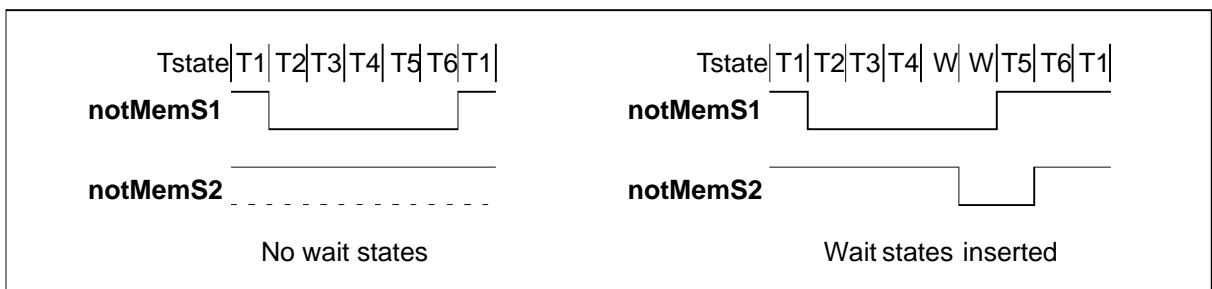 Tstate T1 T2 T3 T4 T5 T6 T1
notMemS1
notMemS2
No wait states
Tstate T1 T2 T3 T4 W W T5 T6 T1
notMemS1
notMemS2
Wait states inserted